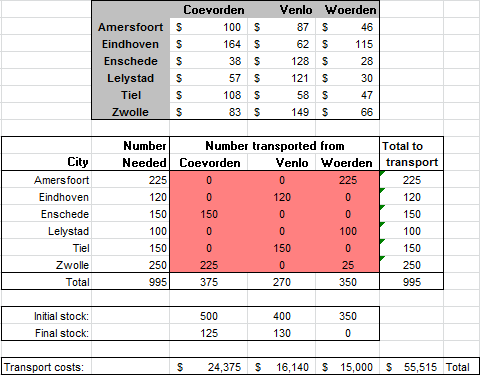 Coevorden Venlo Woerden
Amersfoort $ 100 $ 87 $ 46
Eindhoven $ 164 $ 62 $ 115
Enschede $ 38 $ 128 $ 28
Lelystad $ 57 $ 121 $ 30
Tiel $ 108 $ 58 $ 47
Zwolle $ 83 $ 149 $ 66
Number Number transported from Total to
City Needed Coevorden Venlo Woerden transport
Amersfoort 225 0 0 225 225
Eindhoven 120 0 120 0 120
Enschede 150 150 0 0 150
Lelystad 100 0 0 100 100
Tiel 150 0 150 0 150
Zwolle 250 225 0 25 250
Total 995 375 270 350 995
Initial stock: 500 400 350
Final stock: 125 130 0
Transport costs: $ 24,375 $ 16,140 $ 15,000 $ 55,515 Total